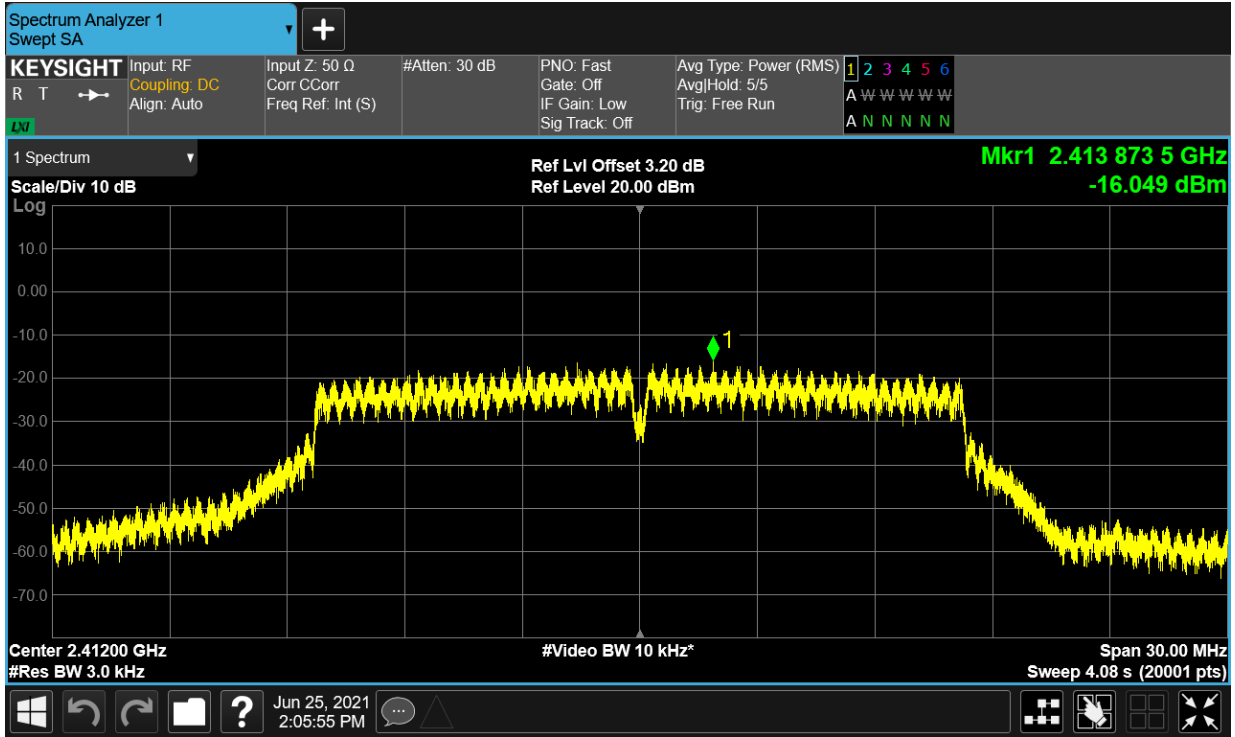 Spectrum Analyzer 1
Swept SA
KEYSIGHT
R T
LXI
Input: RF
Coupling: DC
Align: Auto
Input Z: 50 Ω
Corr CCorr
Freq Ref: Int (S)
#Atten: 30 dB
PNO: Fast
Gate: Off
IF Gain: Low
Sig Track: Off
Avg Type: Power (RMS)
Avg|Hold: 5/5
Trig: Free Run
1 2 3 4 5 6
A W W W W W
A N N N N N
1 Spectrum
Scale/Div 10 dB
Ref Lvl Offset 3.20 dB
Ref Level 20.00 dBm
Mkr1 2.413 873 5 GHz
-16.049 dBm
Log
10.0
0.00
-10.0
1
-20.0
-30.0
-40.0
-50.0
-60.0
-70.0
Center 2.41200 GHz
#Video BW 10 kHz*
Span 30.00 MHz
#Res BW 3.0 kHz
Sweep 4.08 s (20001 pts)
?
Jun 25, 2021
2:05:55 PM